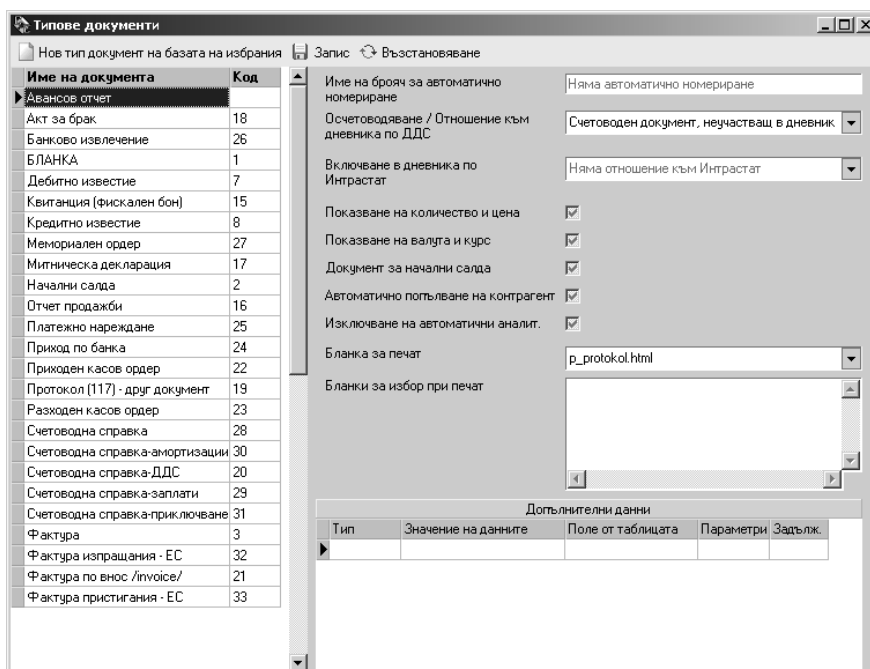 Типове документи
Нов тип документ на базата на избрания Запис Възстановяване
Име на документа Код
Авансов отчет
Акт за брак 18
Банково извлечение 26
БЛАНКА 1
Дебитно известие 7
Квитанция (фискален бон) 15
Кредитно известие 8
Мемориален ордер 27
Митническа декларация 17
Начални салда 2
Отчет продажби 16
Платежно нареждане 25
Приход по банка 24
Приходен касов ордер 22
Протокол (117) - друг документ 19
Разходен касов ордер 23
Счетоводна справка 28
Счетоводна справка-амортизации 30
Счетоводна справка-ДДС 20
Счетоводна справка-заплати 29
Счетоводна справка-приключване 31
Фактура 3
Фактура изпращания - ЕС 32
Фактура по внос /invoice/ 21
Фактура пристигания - ЕС 33
Име на брояч за автоматично
номериране
Няма автоматично номериране
Осчетоводяване / Отношение към
дневника по ДДС
Счетоводен документ, неучастващ в дневник
Включване в дневника по
Интрастат
Няма отношение към Интрастат
Показване на количество и цена
Показване на валута и курс
Документ за начални салда
Автоматично попълване на контрагент
Изключване на автоматични аналит.
Бланка за печат
p_protokol.html
Бланки за избор при печат
Допълнителни данни
Тип Значение на данните Поле от таблицата Параметри Задълж.